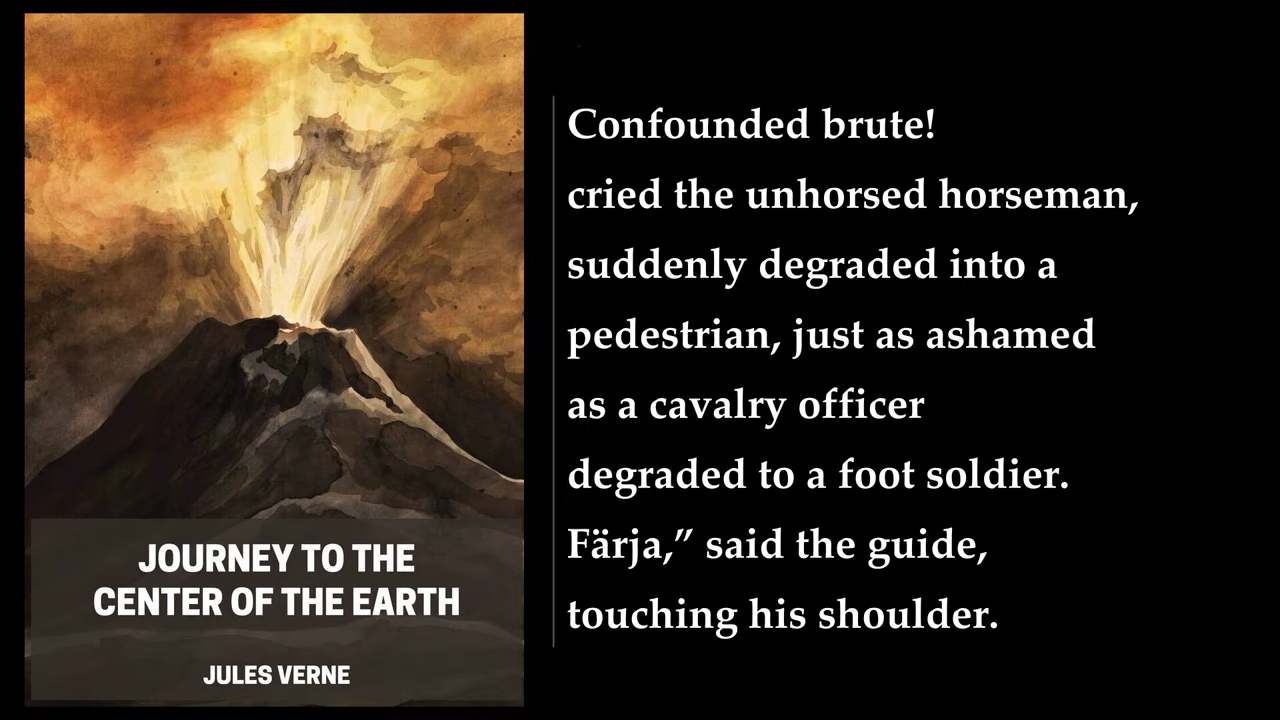 JOURNEY TO THE
CENTER OF THE EARTH
JULES VERNE
Confounded brute!
cried the unhorsed horseman,
suddenly degraded into a
pedestrian, just as ashamed
as a cavalry officer
degraded to a foot soldier.
Färja,” said the guide,
touching his shoulder.